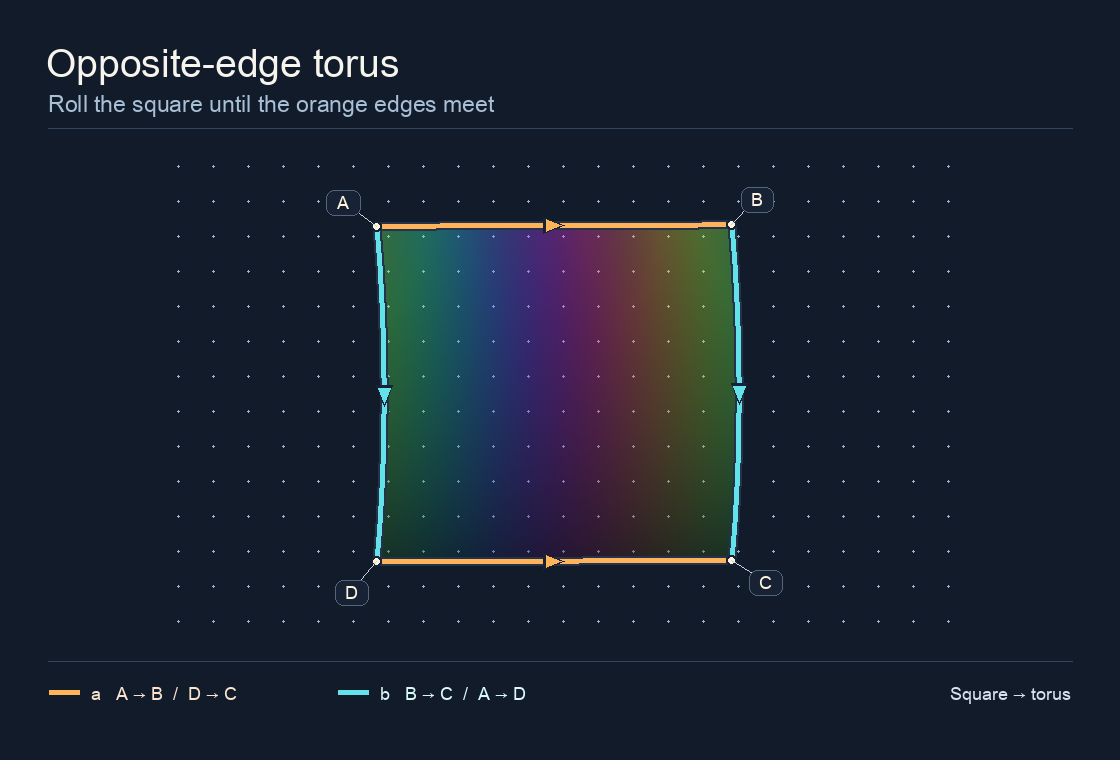 Opposite-edge torus
Roll the square until the orange edges meet
A
B
D
C
a A→B / D→C
b B→C / A→D
Square→torus